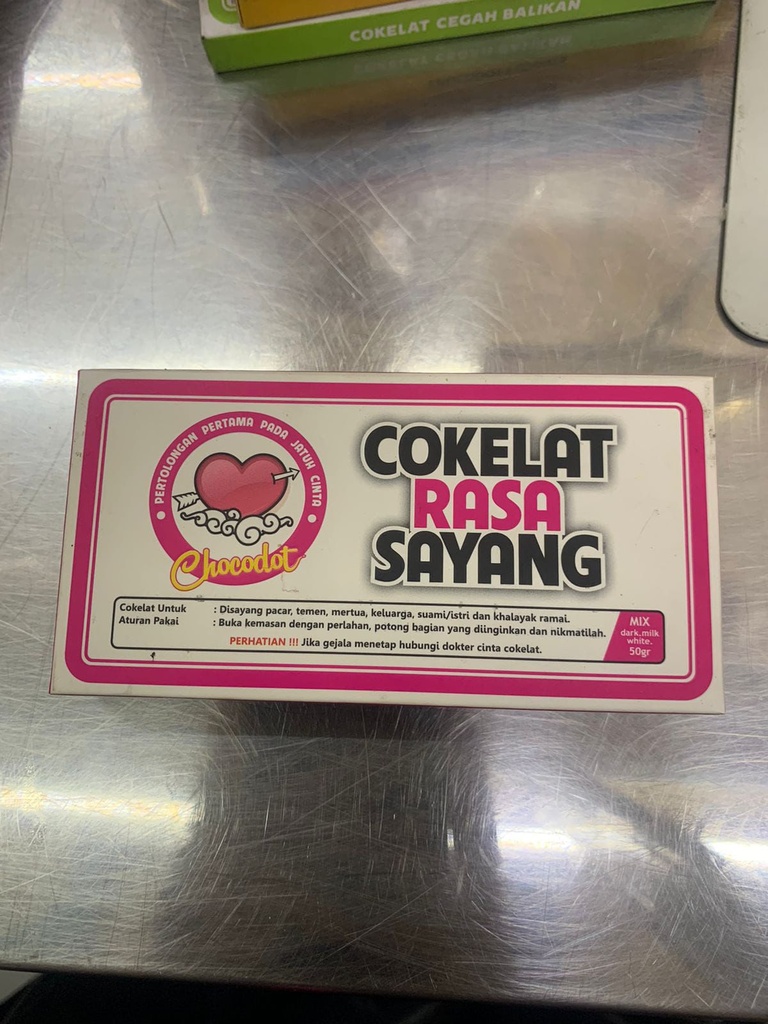 COKELAT CEGAH BALIKAN
PERTOLONGAN PERTAMA PADA JATUH CINTA
Chocodot
COKELAT
RASA
SAYANG
Cokelat Untuk : Disayang pacar, temen, mertua, keluarga, suami/istri dan khalayak ramai.
Aturan Pakai : Buka kemasan dengan perlahan, potong bagian yang diinginkan dan nikmatilah.
PERHATIAN !!! Jika gejala menetap hubungi dokter cinta cokelat.
MIX
dark.milk
white.
50gr